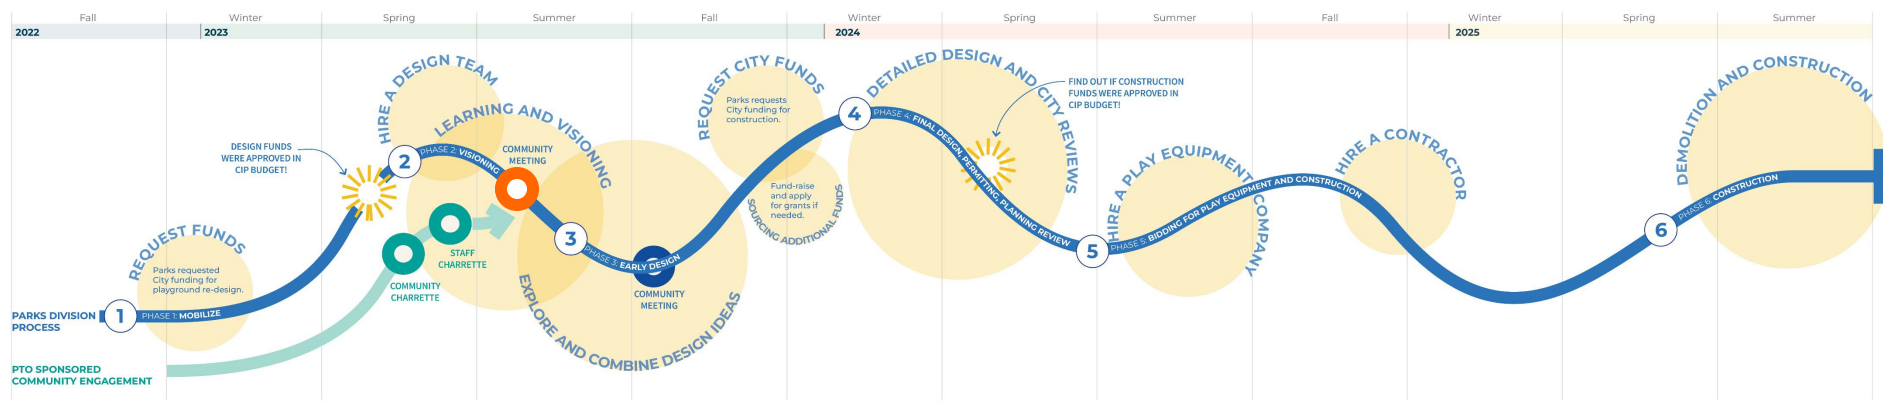 Fall
Winter
Spring
Summer
Fall
Winter
Spring
Summer
Fall
Winter
Spring
Summer
2022
2023
2024
2025
PARKS DIVISION
PROCESS
1
PHASE 1: MOBILIZE
REQUEST FUNDS
Parks requested
City funding for
playground re-design.
PTO SPONSORED
COMMUNITY ENGAGEMENT
DESIGN FUNDS
WERE APPROVED IN
CIP BUDGET!
2
PHASE 2: VISIONING
HIRE A DESIGN TEAM
LEARNING AND VISIONING
COMMUNITY
MEETING
STAFF
CHARRETTE
COMMUNITY
CHARRETTE
3
PHASE 3: EARLY DESIGN
COMMUNITY
MEETING
EXPLORE AND COMBINE DESIGN IDEAS
REQUEST CITY FUNDS
Parks requests
City funding for
construction.
Fund-raise
and apply
for grants if
needed.
SOURCING ADDITIONAL FUNDS
4
PHASE 4: FINAL DESIGN, PERMITTING, PLANNING REVIEW
DETAILED DESIGN AND CITY REVIEWS
FIND OUT IF CONSTRUCTION
FUNDS WERE APPROVED IN
CIP BUDGET!
5
PHASE 5: BIDDING FOR PLAY EQUIPMENT AND CONSTRUCTION
HIRE A PLAY EQUIPMENT COMPANY
HIRE A CONTRACTOR
6
PHASE 6: CONSTRUCTION
DEMOLITION AND CONSTRUCTION